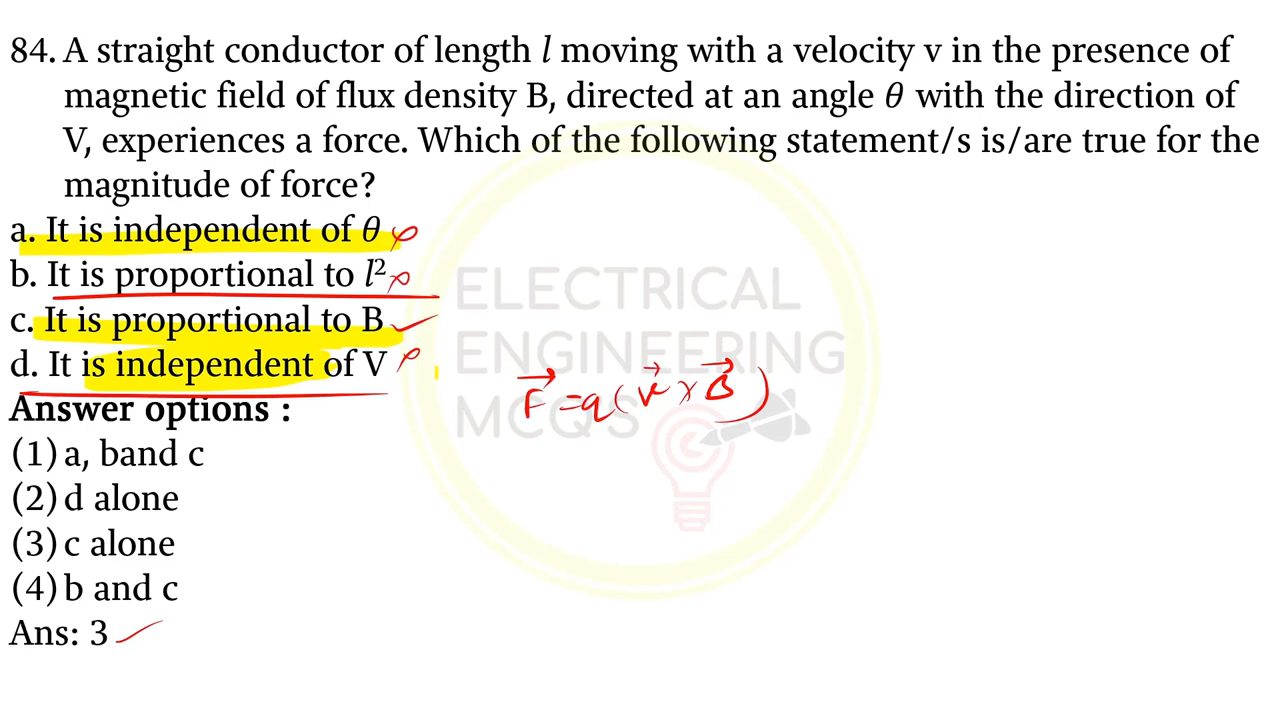 84. A straight conductor of length l moving with a velocity v in the presence of
magnetic field of flux density B, directed at an angle θ with the direction of
V, experiences a force. Which of the following statement/s is/are true for the
magnitude of force?
a. It is independent of θ
b. It is proportional to l²
c. It is proportional to B
d. It is independent of V
Answer options :
(1) a, band c
(2) d alone
(3) c alone
(4) b and c
Ans: 3
ELECTRICAL
ENGINEERING
MCQ'S
F⃗ = q(v⃗ × B⃗)